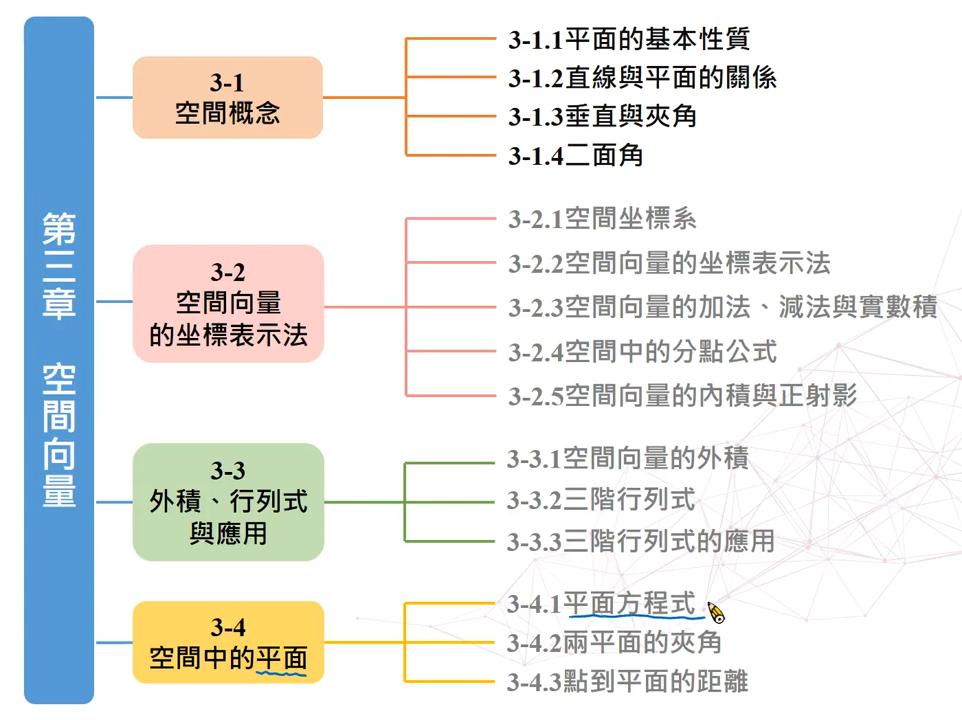 第三章 空間向量
3-1
空間概念
3-1.1平面的基本性質
3-1.2直線與平面的關係
3-1.3垂直與夾角
3-1.4二面角
3-2
空間向量
的坐標表示法
3-2.1空間坐標系
3-2.2空間向量的坐標表示法
3-2.3空間向量的加法、減法與實數積
3-2.4空間中的分點公式
3-2.5空間向量的內積與正射影
3-3
外積、行列式
與應用
3-3.1空間向量的外積
3-3.2三階行列式
3-3.3三階行列式的應用
3-4
空間中的平面
3-4.1平面方程式
3-4.2兩平面的夾角
3-4.3點到平面的距離